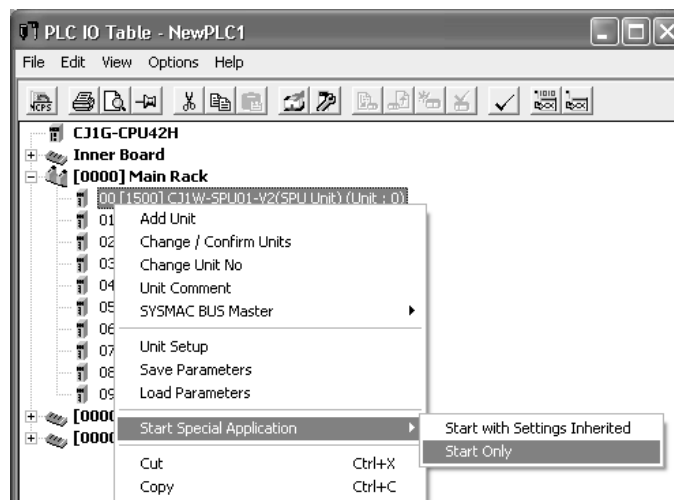 PLC IO Table - NewPLC1
File Edit View Options Help
CJ1G-CPU42H
Inner Board
[0000] Main Rack
00 [1500] CJ1W-SPU01-V2(SPU Unit) (Unit : 0)
01 Add Unit
02 Change / Confirm Units
03 Change Unit No
04 Unit Comment
05 SYSMAC BUS Master
06
07 Unit Setup
08 Save Parameters
09 Load Parameters
[000
Start Special Application Start with Settings Inherited
[000
Start Only
Cut Ctrl+X
Copy Ctrl+C